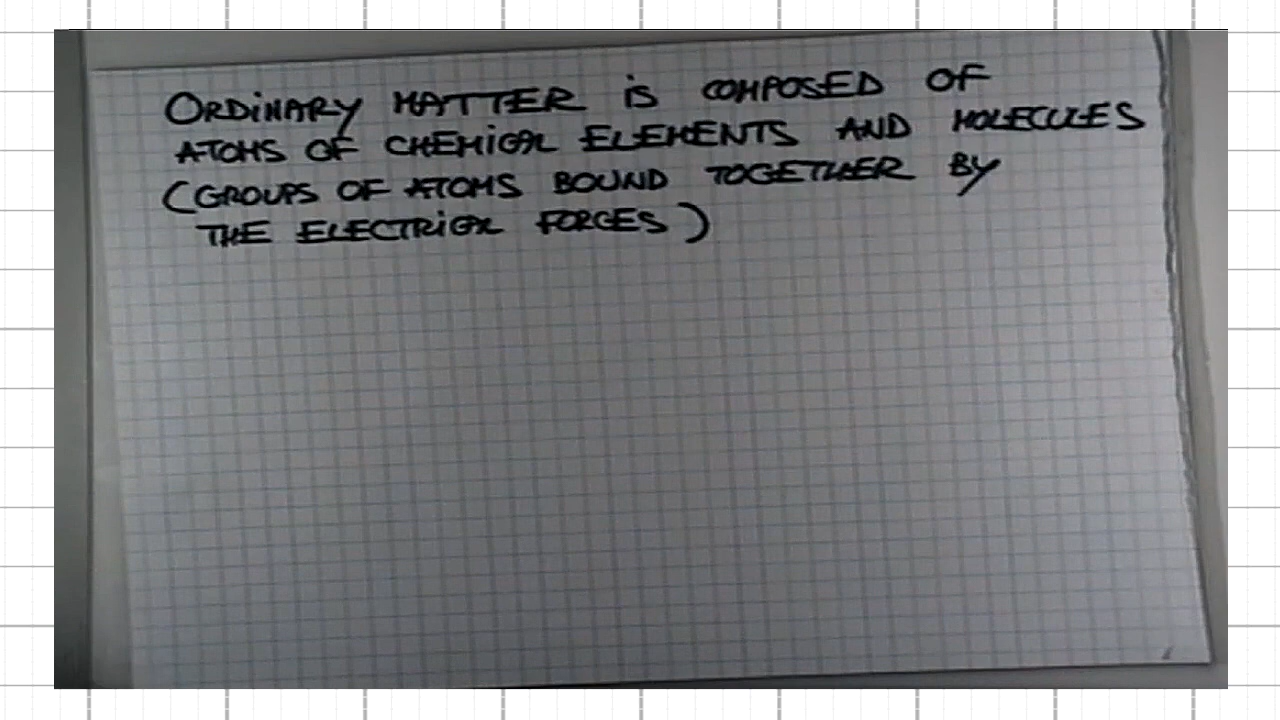 ORDINARY MATTER IS COMPOSED OF
ATOMS OF CHEMICAL ELEMENTS AND MOLECULES
(GROUPS OF ATOMS BOUND TOGETHER BY
THE ELECTRICAL FORCES)